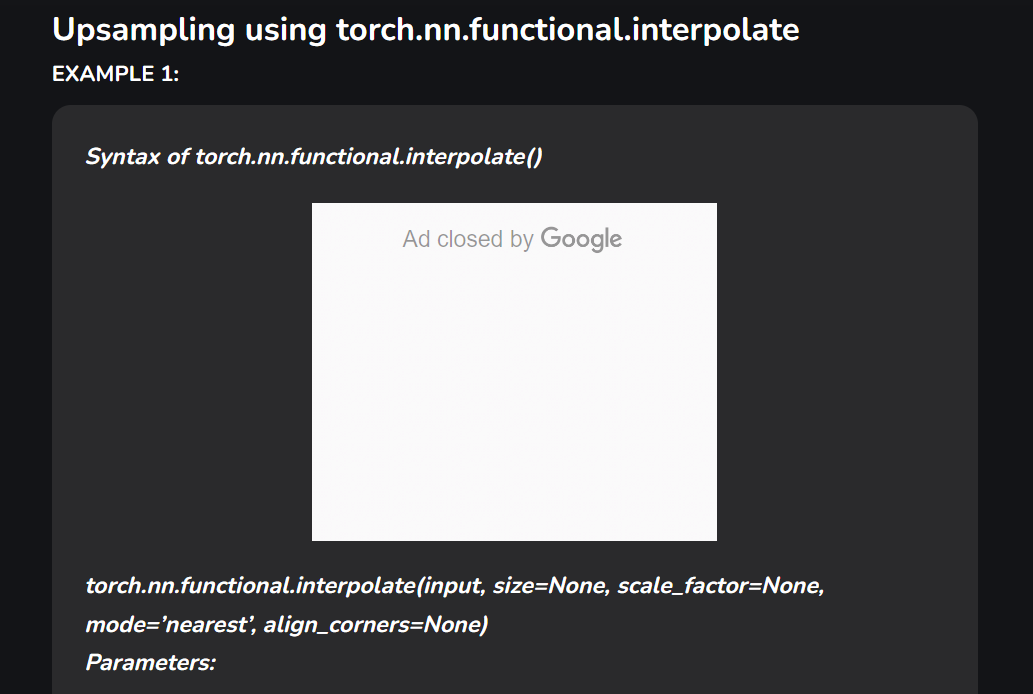 Upsampling using torch.nn.functional.interpolate
EXAMPLE 1:
Syntax of torch.nn.functional.interpolate()
Ad closed by Google
torch.nn.functional.interpolate(input, size=None, scale_factor=None,
mode=’nearest’, align_corners=None)
Parameters: